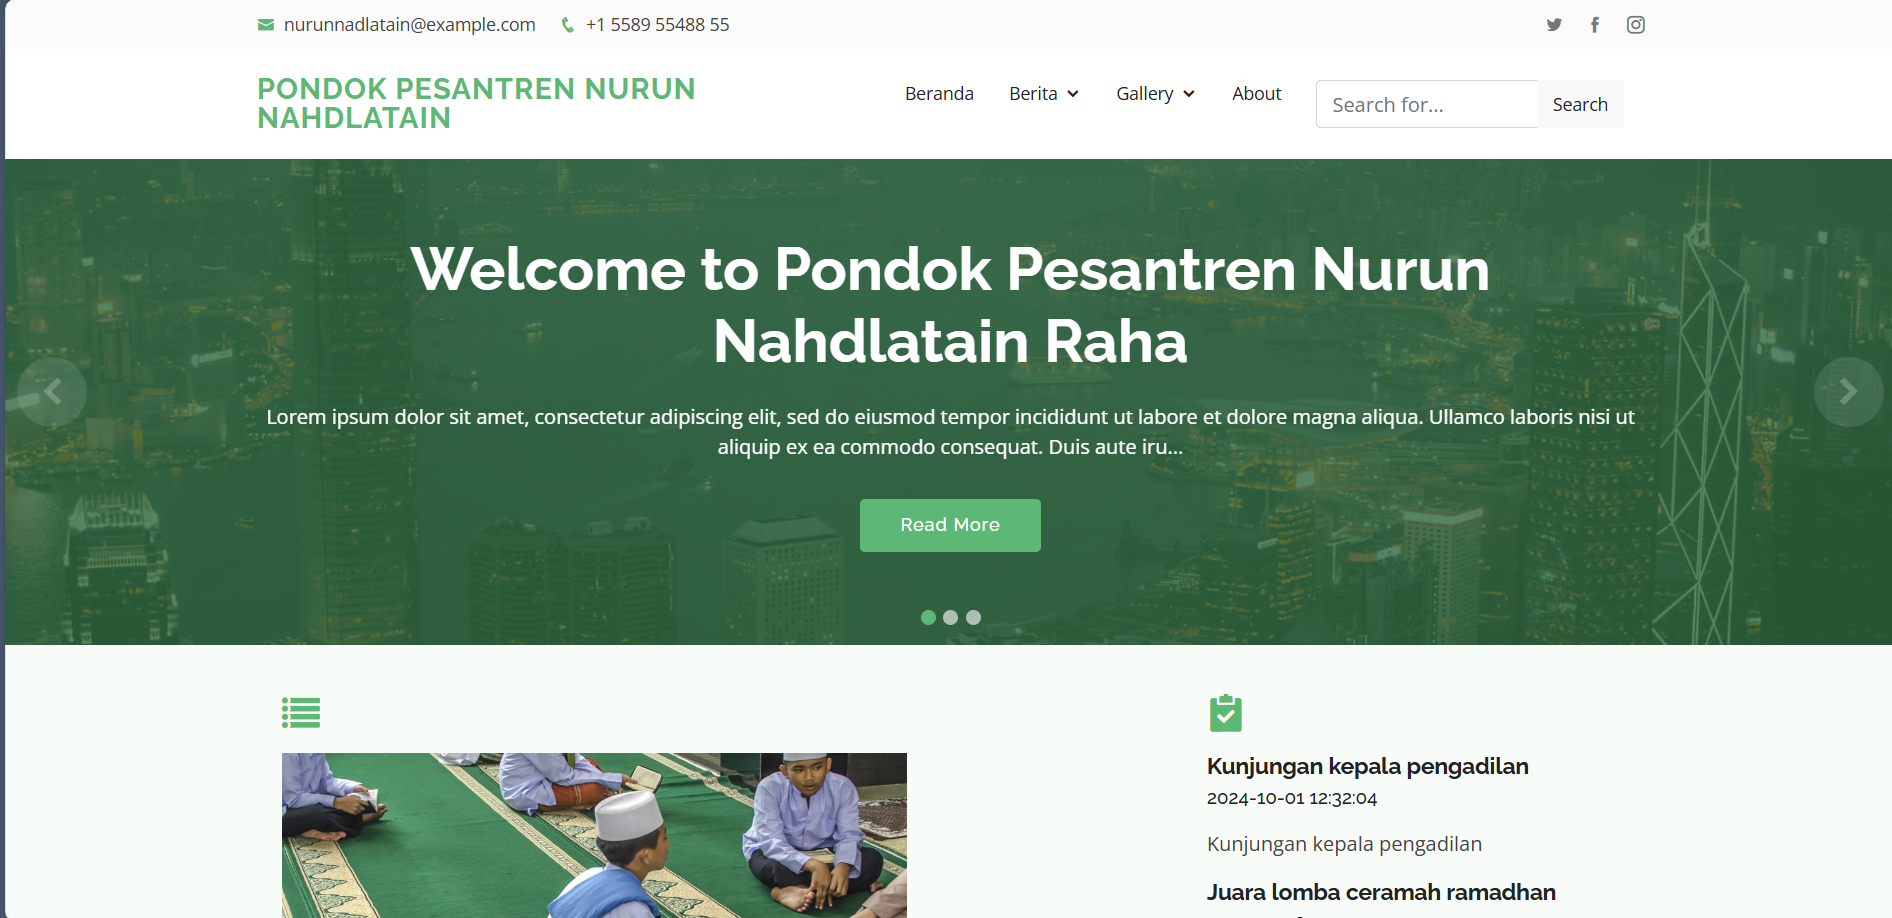 nurunnadlatain@example.com +1 5589 55488 55
PONDOK PESANTREN NURUN
NAHDLATAIN
Beranda Berita Gallery About Search for... Search
Welcome to Pondok Pesantren Nurun
Nahdlatain Raha
Lorem ipsum dolor sit amet, consectetur adipiscing elit, sed do eiusmod tempor incididunt ut labore et dolore magna aliqua. Ullamco laboris nisi ut
aliquip ex ea commodo consequat. Duis aute iru...
Read More
Kunjungan kepala pengadilan
2024-10-01 12:32:04
Kunjungan kepala pengadilan
Juara lomba ceramah ramadhan